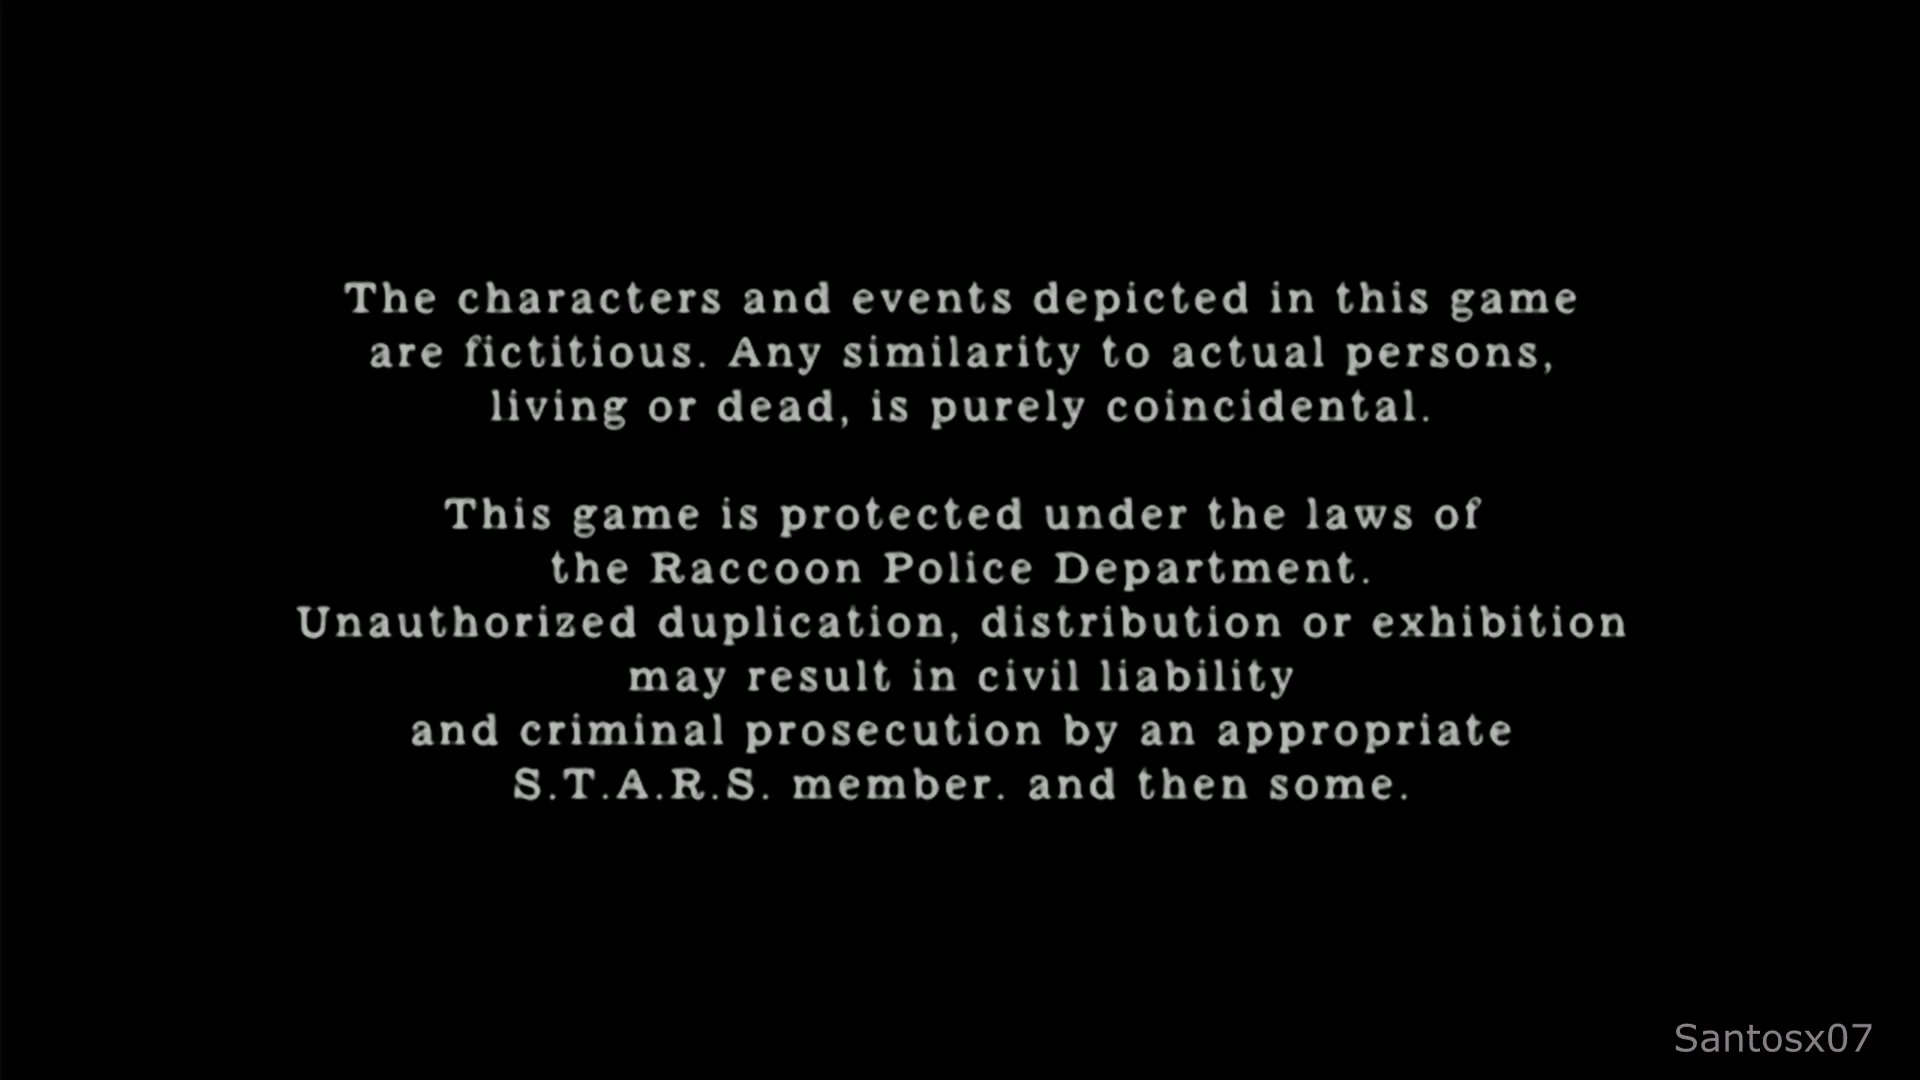 The characters and events depicted in this game
are fictitious. Any similarity to actual persons,
living or dead, is purely coincidental.
This game is protected under the laws of
the Raccoon Police Department.
Unauthorized duplication, distribution or exhibition
may result in civil liability
and criminal prosecution by an appropriate
S.T.A.R.S. member. and then some.
Santosx07